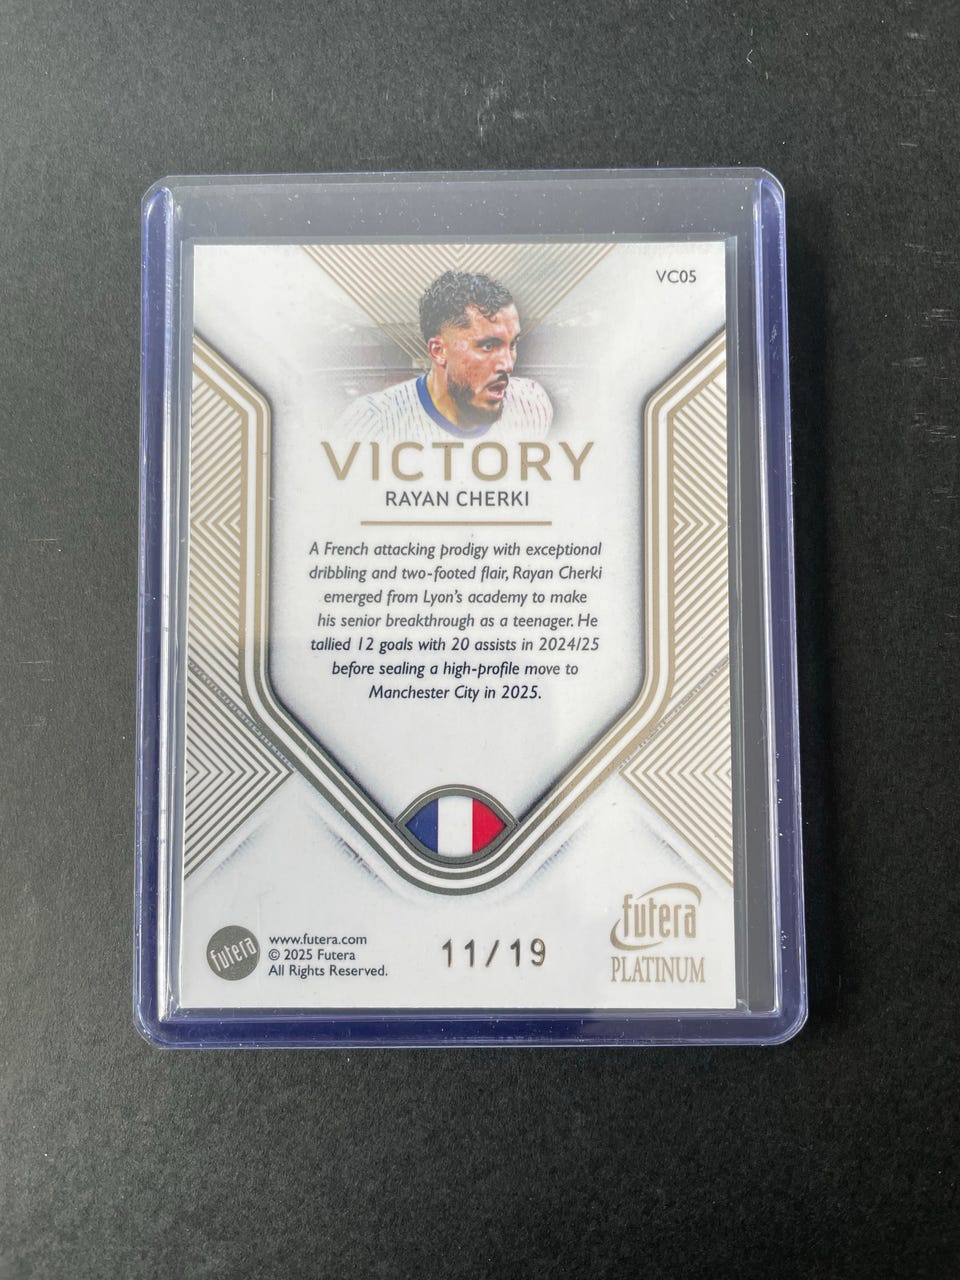 VC05
VICTORY
RAYAN CHERKI
A French attacking prodigy with exceptional
dribbling and two-footed flair, Rayan Cherki
emerged from Lyon's academy to make
his senior breakthrough as a teenager. He
tallied 12 goals with 20 assists in 2024/25
before sealing a high-profile move to
Manchester City in 2025.
futera
www.futera.com
© 2025 Futera
All Rights Reserved.
11/19
futera
PLATINUM